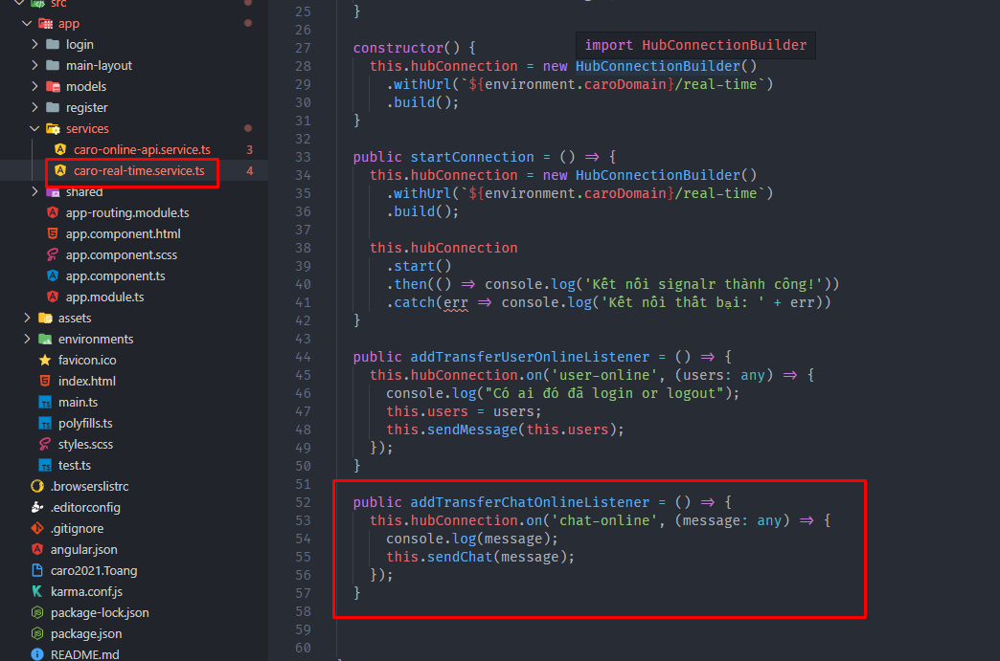 src
app
login
main-layout
models
register
services
caro-online-api.service.ts 3
caro-real-time.service.ts 4
shared
app-routing.module.ts
app.component.html
app.component.scss
app.component.ts
app.module.ts
assets
environments
favicon.ico
index.html
main.ts
polyfills.ts
styles.scss
test.ts
.browserslistrc
.editorconfig
.gitignore
angular.json
caro2021.Toang
karma.conf.js
package-lock.json
package.json
README.md
import HubConnectionBuilder
25 }
26
27 constructor() {
28 this.hubConnection = new HubConnectionBuilder()
29 .withUrl(`${environment.caroDomain}/real-time`)
30 .build();
31 }
32
33 public startConnection = () => {
34 this.hubConnection = new HubConnectionBuilder()
35 .withUrl(`${environment.caroDomain}/real-time`)
36 .build();
37
38 this.hubConnection
39 .start()
40 .then(() => console.log('Kết nối signalr thành công!'))
41 .catch(err => console.log('Kết nối thất bại: ' + err))
42 }
43
44 public addTransferUserOnlineListener = () => {
45 this.hubConnection.on('user-online', (users: any) => {
46 console.log("Có ai đó đã login or logout");
47 this.users = users;
48 this.sendMessage(this.users);
49 });
50 }
51
52 public addTransferChatOnlineListener = () => {
53 this.hubConnection.on('chat-online', (message: any) => {
54 console.log(message);
55 this.sendChat(message);
56 });
57 }
58
59
60